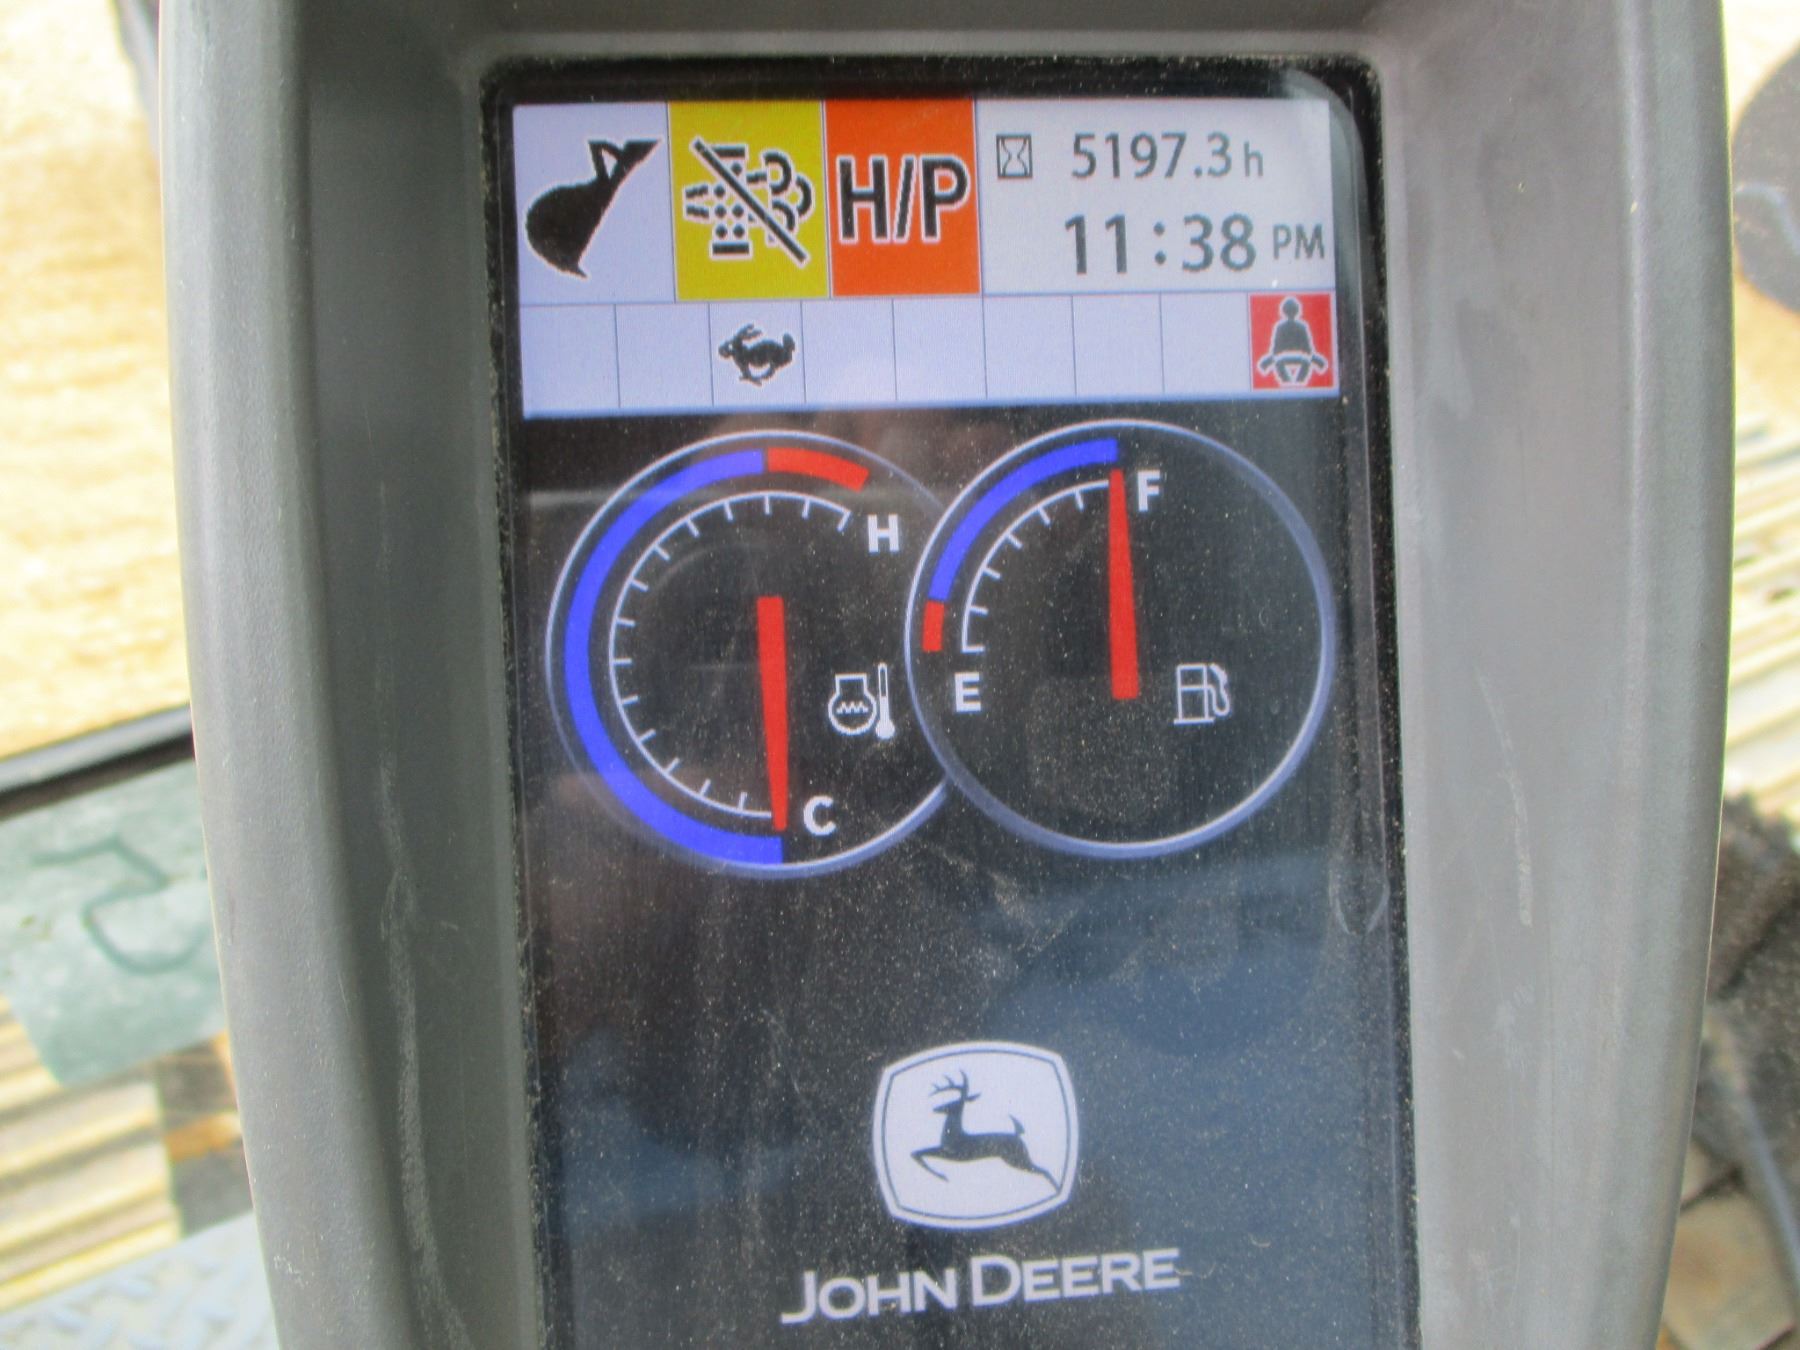 H/P
5197.3 h
11:38 PM
H
F
E
C
JOHN DEERE